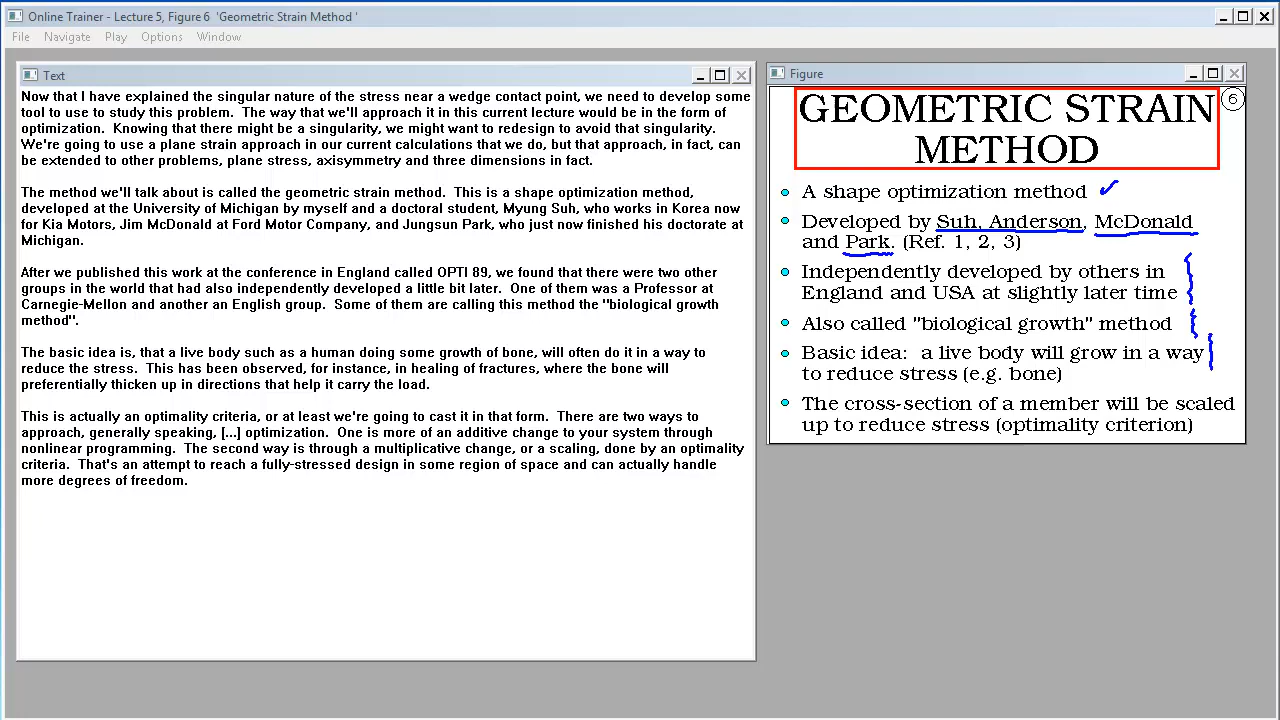 Online Trainer - Lecture 5, Figure 6 'Geometric Strain Method '
File Navigate Play Options Window
Text
Now that I have explained the singular nature of the stress near a wedge contact point, we need to develop some
tool to use to study this problem. The way that we'll approach it in this current lecture would be in the form of
optimization. Knowing that there might be a singularity, we might want to redesign to avoid that singularity.
We're going to use a plane strain approach in our current calculations that we do, but that approach, in fact, can
be extended to other problems, plane stress, axisymmetry and three dimensions in fact.
The method we'll talk about is called the geometric strain method. This is a shape optimization method,
developed at the University of Michigan by myself and a doctoral student, Myung Suh, who works in Korea now
for Kia Motors, Jim McDonald at Ford Motor Company, and Jungsun Park, who just now finished his doctorate at
Michigan.
After we published this work at the conference in England called OPTI 89, we found that there were two other
groups in the world that had also independently developed a little bit later. One of them was a Professor at
Carnegie-Mellon and another an English group. Some of them are calling this method the "biological growth
method".
The basic idea is, that a live body such as a human doing some growth of bone, will often do it in a way to
reduce the stress. This has been observed, for instance, in healing of fractures, where the bone will
preferentially thicken up in directions that help it carry the load.
This is actually an optimality criteria, or at least we're going to cast it in that form. There are two ways to
approach, generally speaking, [...] optimization. One is more of an additive change to your system through
nonlinear programming. The second way is through a multiplicative change, or a scaling, done by an optimality
criteria. That's an attempt to reach a fully-stressed design in some region of space and can actually handle
more degrees of freedom.
Figure
6
GEOMETRIC STRAIN
METHOD
A shape optimization method
Developed by Suh, Anderson, McDonald
and Park. (Ref. 1, 2, 3)
Independently developed by others in
England and USA at slightly later time
Also called "biological growth" method
Basic idea: a live body will grow in a way
to reduce stress (e.g. bone)
The cross-section of a member will be scaled
up to reduce stress (optimality criterion)